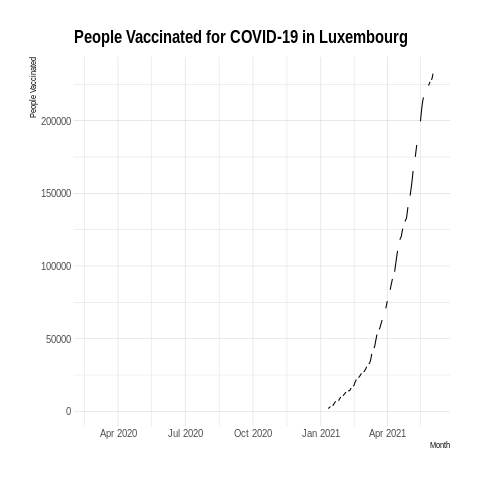 People Vaccinated for COVID-19 in Luxembourg
People Vaccinated
200000
150000
100000
50000
0
Apr 2020 Jul 2020 Oct 2020 Jan 2021 Apr 2021
Month